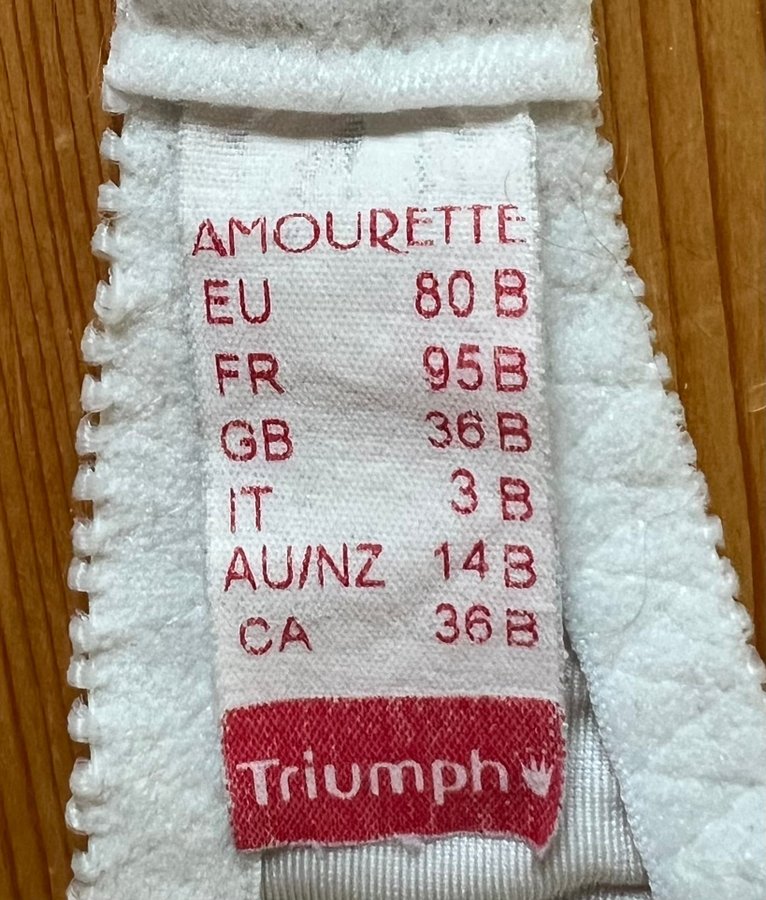 AMOURETTE
EU 80 B
FR 95 B
GB 36 B
IT 3 B
AU/NZ 14 B
CA 36 B
Triumph